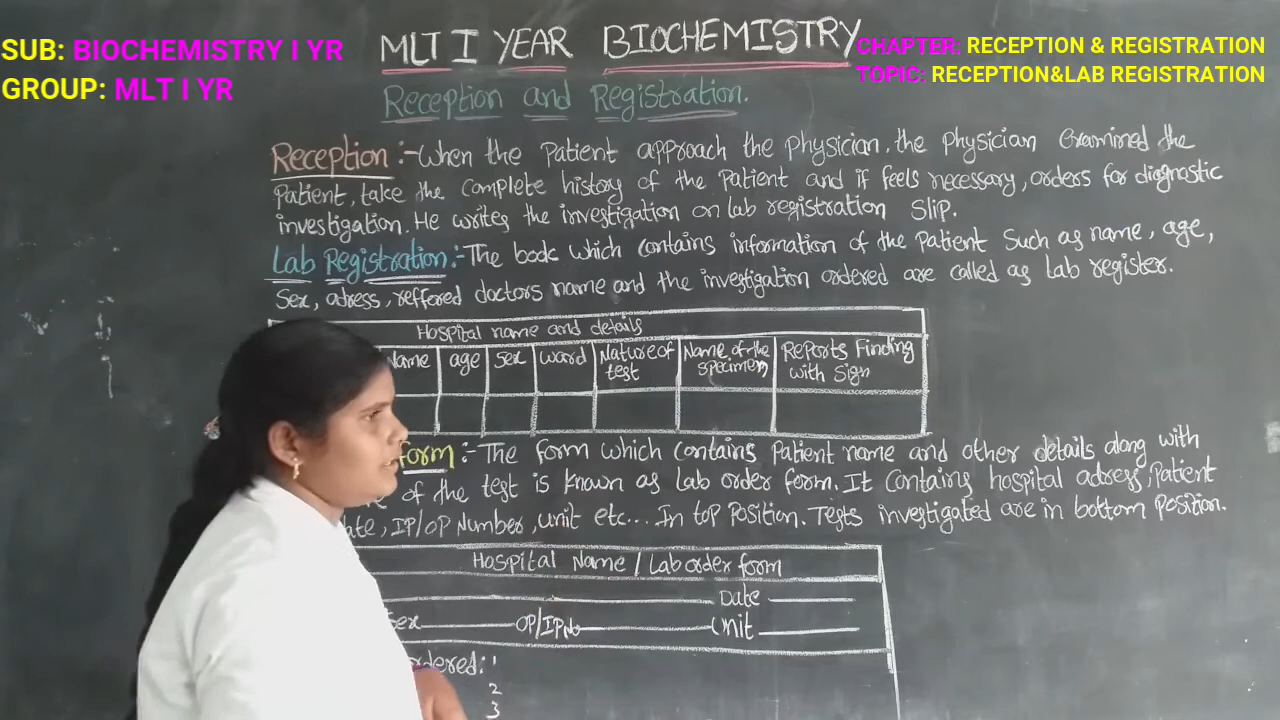 SUB: BIOCHEMISTRY I YR
GROUP: MLT I YR
CHAPTER: RECEPTION & REGISTRATION
TOPIC: RECEPTION&LAB REGISTRATION
MLT I YEAR BIOCHEMISTRY
Reception and Registration.
Reception :- When the patient approach the physician, the physician examined the
patient, take the complete history of the patient and if feels necessary, orders for diagnostic
investigation. He writes the investigation on lab registration slip.
Lab Registration:- The book which contains information of the patient such as name, age,
Sex, adress, reffered doctors name and the investigation ordered are called as lab register.
Hospital name and details
Name age Sex ward Nature of test Name of the specimen Reports Finding with Sign
form :- The form which contains patient name and other details along with
of the test is known as lab order form. It contains hospital adress, patient
IP/OP Number, unit etc... In top position. Tests investigated are in bottom position.
Hospital Name / Lab order form
Date
OP/IP No Unit
ordered: 1
2
3